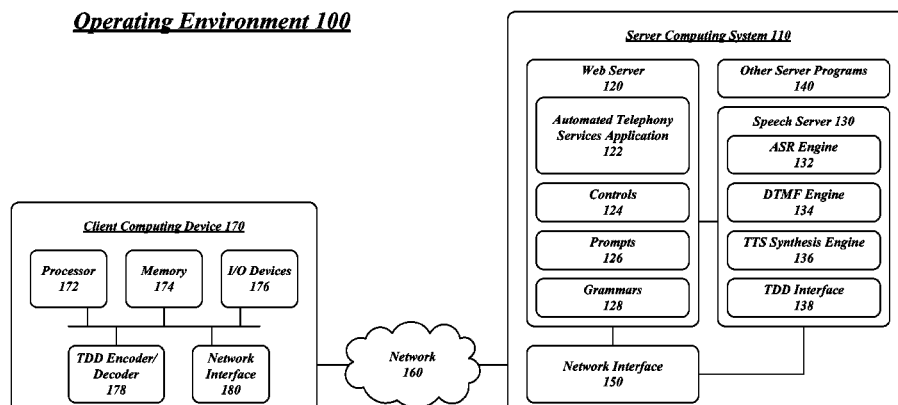 Operating Environment 100
Server Computing System 110
Web Server
120
Automated Telephony
Services Application
122
Controls
124
Prompts
126
Grammars
128
Other Server Programs
140
Speech Server 130
ASR Engine
132
DTMF Engine
134
TTS Synthesis Engine
136
TDD Interface
138
Network Interface
150
Client Computing Device 170
Processor
172
Memory
174
I/O Devices
176
TDD Encoder/
Decoder
178
Network
Interface
180
Network
160